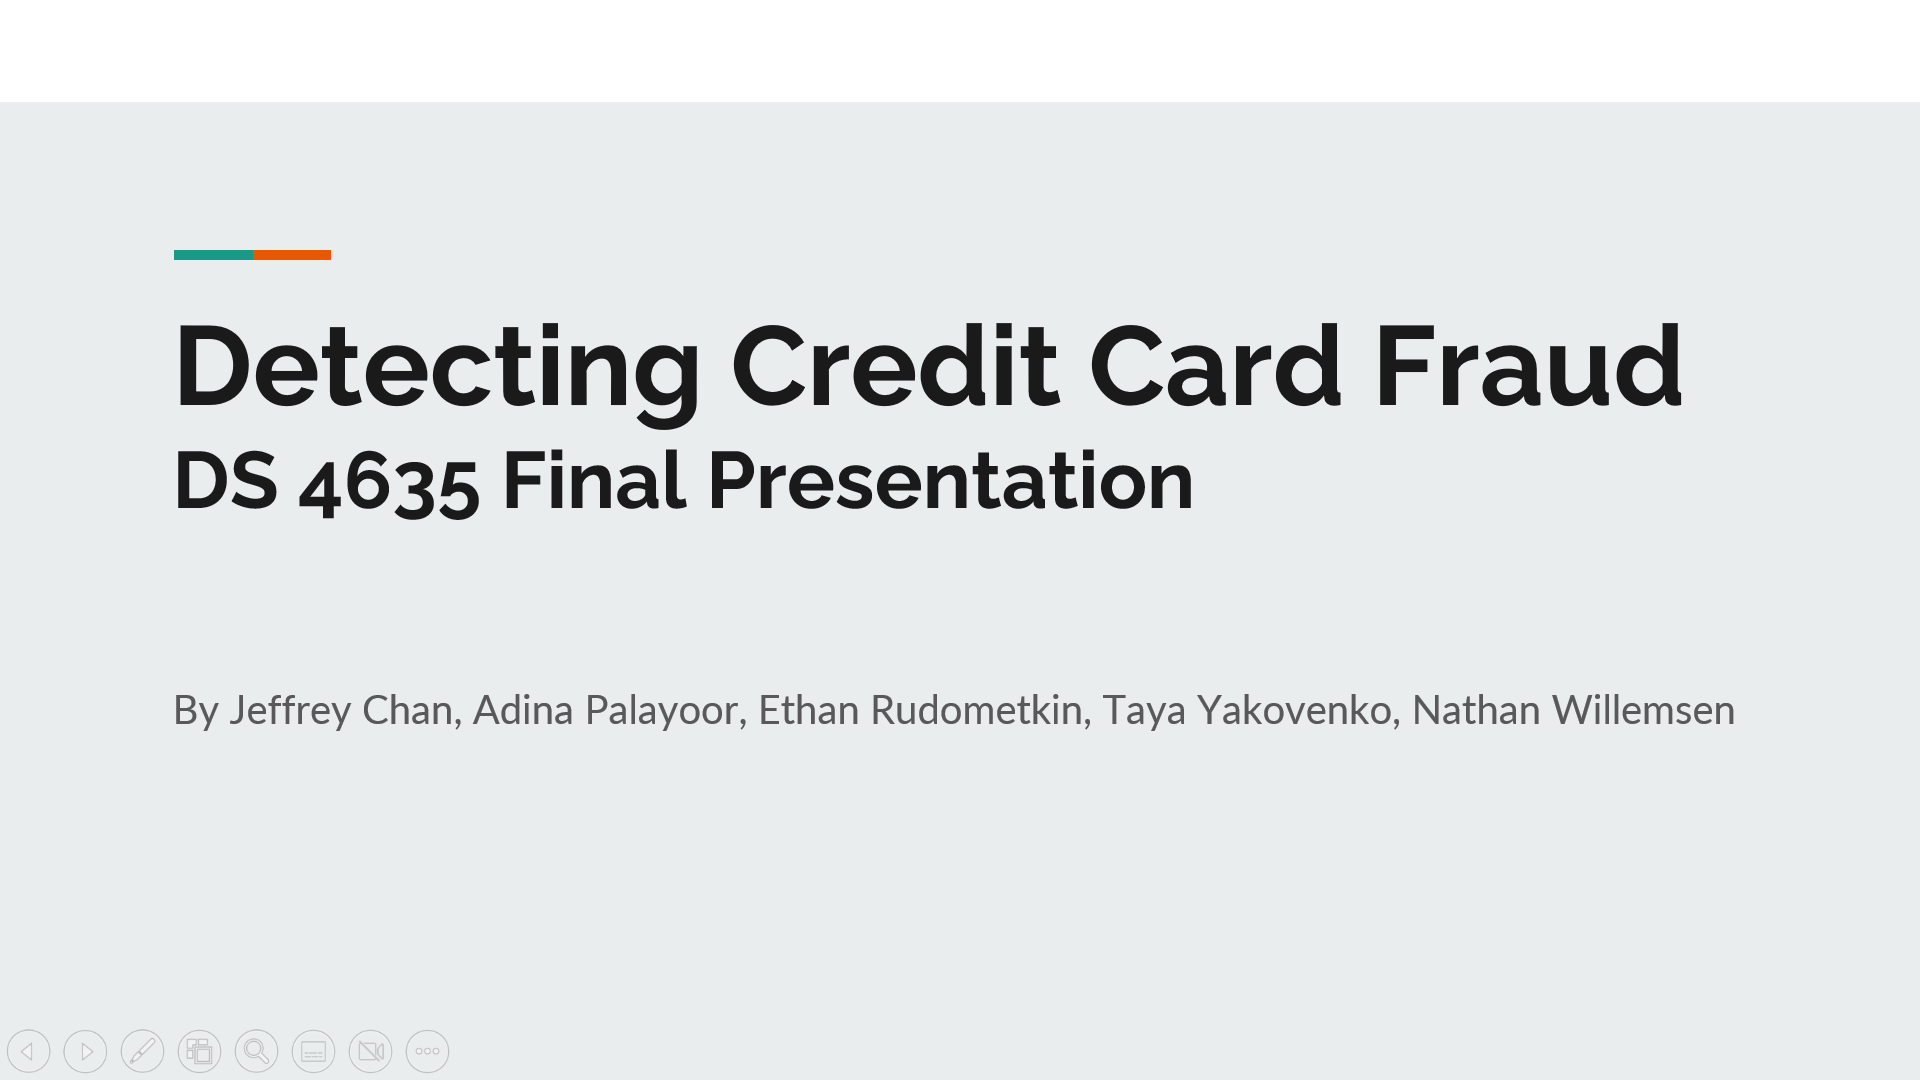 Detecting Credit Card Fraud
DS 4635 Final Presentation
By Jeffrey Chan, Adina Palayoor, Ethan Rudometkin, Taya Yakovenko, Nathan Willemsen